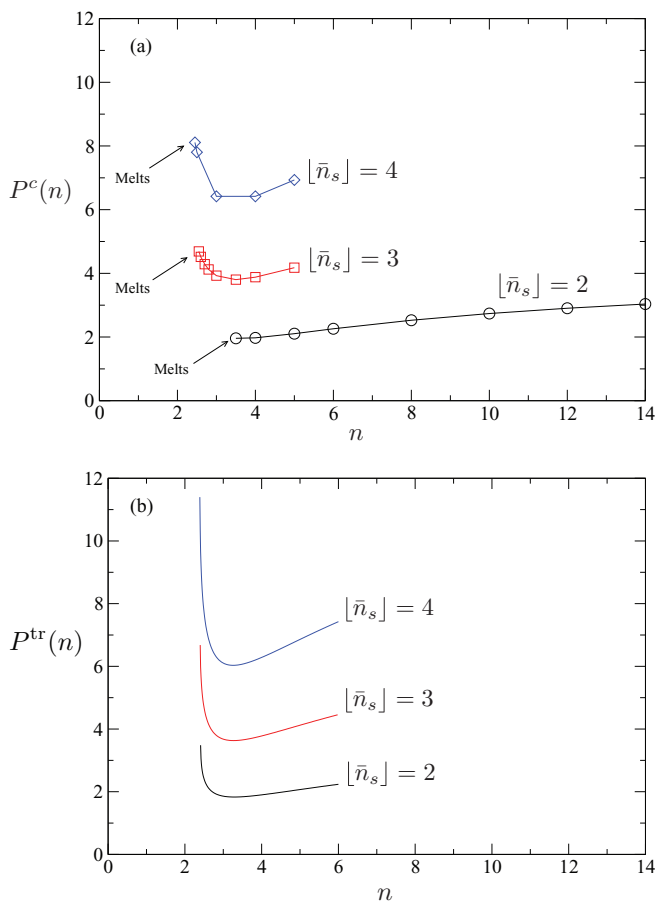 12
(a)
10
⌊n̄_s⌋ = 4
8
Melts
P^c(n)
6
⌊n̄_s⌋ = 3
4
Melts
⌊n̄_s⌋ = 2
2
Melts
0
0 2 4 6 8 10 12 14
n
12
(b)
10
8
⌊n̄_s⌋ = 4
P^tr(n)
6
⌊n̄_s⌋ = 3
4
⌊n̄_s⌋ = 2
2
0
0 2 4 6 8 10 12 14
n